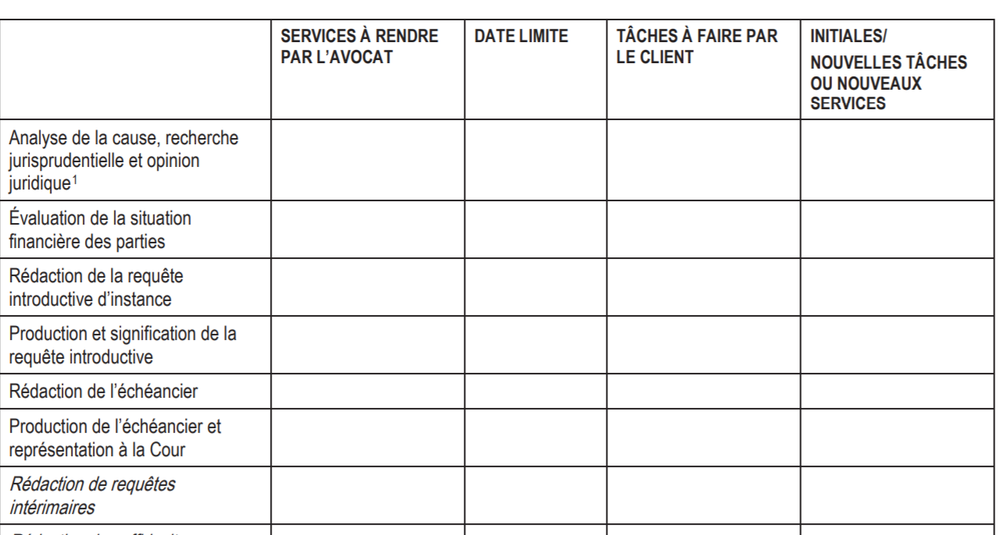 SERVICES À RENDRE PAR L'AVOCAT
DATE LIMITE
TÂCHES À FAIRE PAR LE CLIENT
INITIALES/
NOUVELLES TÂCHES OU NOUVEAUX SERVICES
Analyse de la cause, recherche
jurisprudentielle et opinion
juridique¹
Évaluation de la situation
financière des parties
Rédaction de la requête
introductive d'instance
Production et signification de la
requête introductive
Rédaction de l'échéancier
Production de l'échéancier et
représentation à la Cour
Rédaction de requêtes
intérimaires